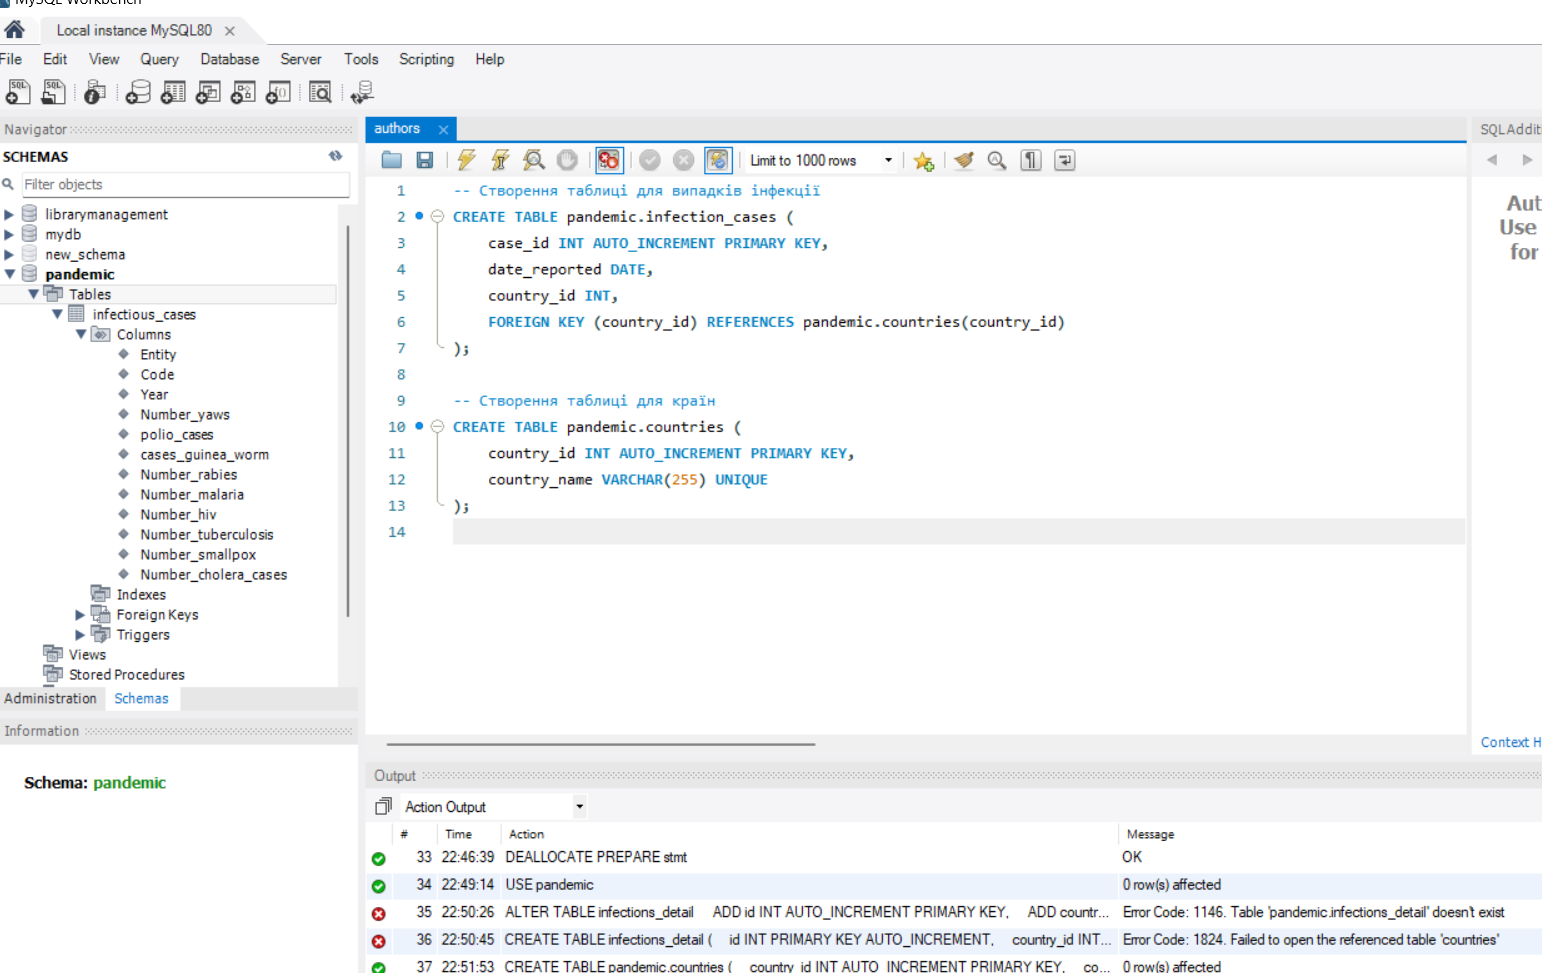 MySQL Workbench
Local instance MySQL80
File Edit View Query Database Server Tools Scripting Help
Navigator
SCHEMAS
Filter objects
librarymanagement
mydb
new_schema
pandemic
Tables
infectious_cases
Columns
Entity
Code
Year
Number_yaws
polio_cases
cases_guinea_worm
Number_rabies
Number_malaria
Number_hiv
Number_tuberculosis
Number_smallpox
Number_cholera_cases
Indexes
Foreign Keys
Triggers
Views
Stored Procedures
Administration Schemas
Information
Schema: pandemic
authors
Limit to 1000 rows
1 -- Створення таблиці для випадків інфекції
2 CREATE TABLE pandemic.infection_cases (
3 case_id INT AUTO_INCREMENT PRIMARY KEY,
4 date_reported DATE,
5 country_id INT,
6 FOREIGN KEY (country_id) REFERENCES pandemic.countries(country_id)
7 );
8
9 -- Створення таблиці для країн
10 CREATE TABLE pandemic.countries (
11 country_id INT AUTO_INCREMENT PRIMARY KEY,
12 country_name VARCHAR(255) UNIQUE
13 );
14
SQLAddit
Aut
Use
for
Context H
Output
Action Output
# Time Action Message
33 22:46:39 DEALLOCATE PREPARE stmt OK
34 22:49:14 USE pandemic 0 row(s) affected
35 22:50:26 ALTER TABLE infections_detail ADD id INT AUTO_INCREMENT PRIMARY KEY, ADD countr... Error Code: 1146. Table 'pandemic.infections_detail' doesn't exist
36 22:50:45 CREATE TABLE infections_detail ( id INT PRIMARY KEY AUTO_INCREMENT, country_id INT... Error Code: 1824. Failed to open the referenced table 'countries'
37 22:51:53 CREATE TABLE pandemic.countries ( country_id INT AUTO_INCREMENT PRIMARY KEY, co... 0 row(s) affected